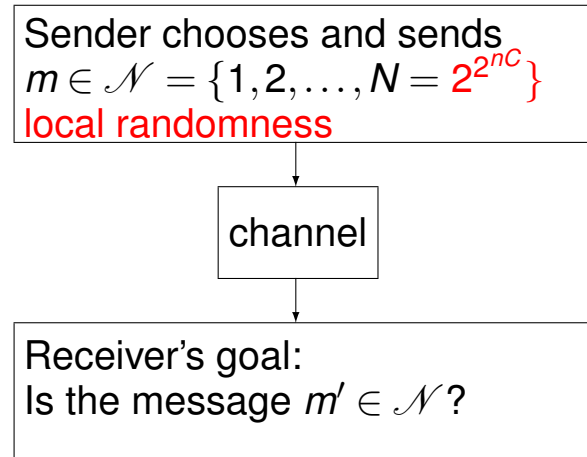 Sender chooses and sends
m ∈ 𝒩 = {1, 2, …, N = 2^{2^{nC}}}
local randomness
channel
Receiver's goal:
Is the message m′ ∈ 𝒩 ?